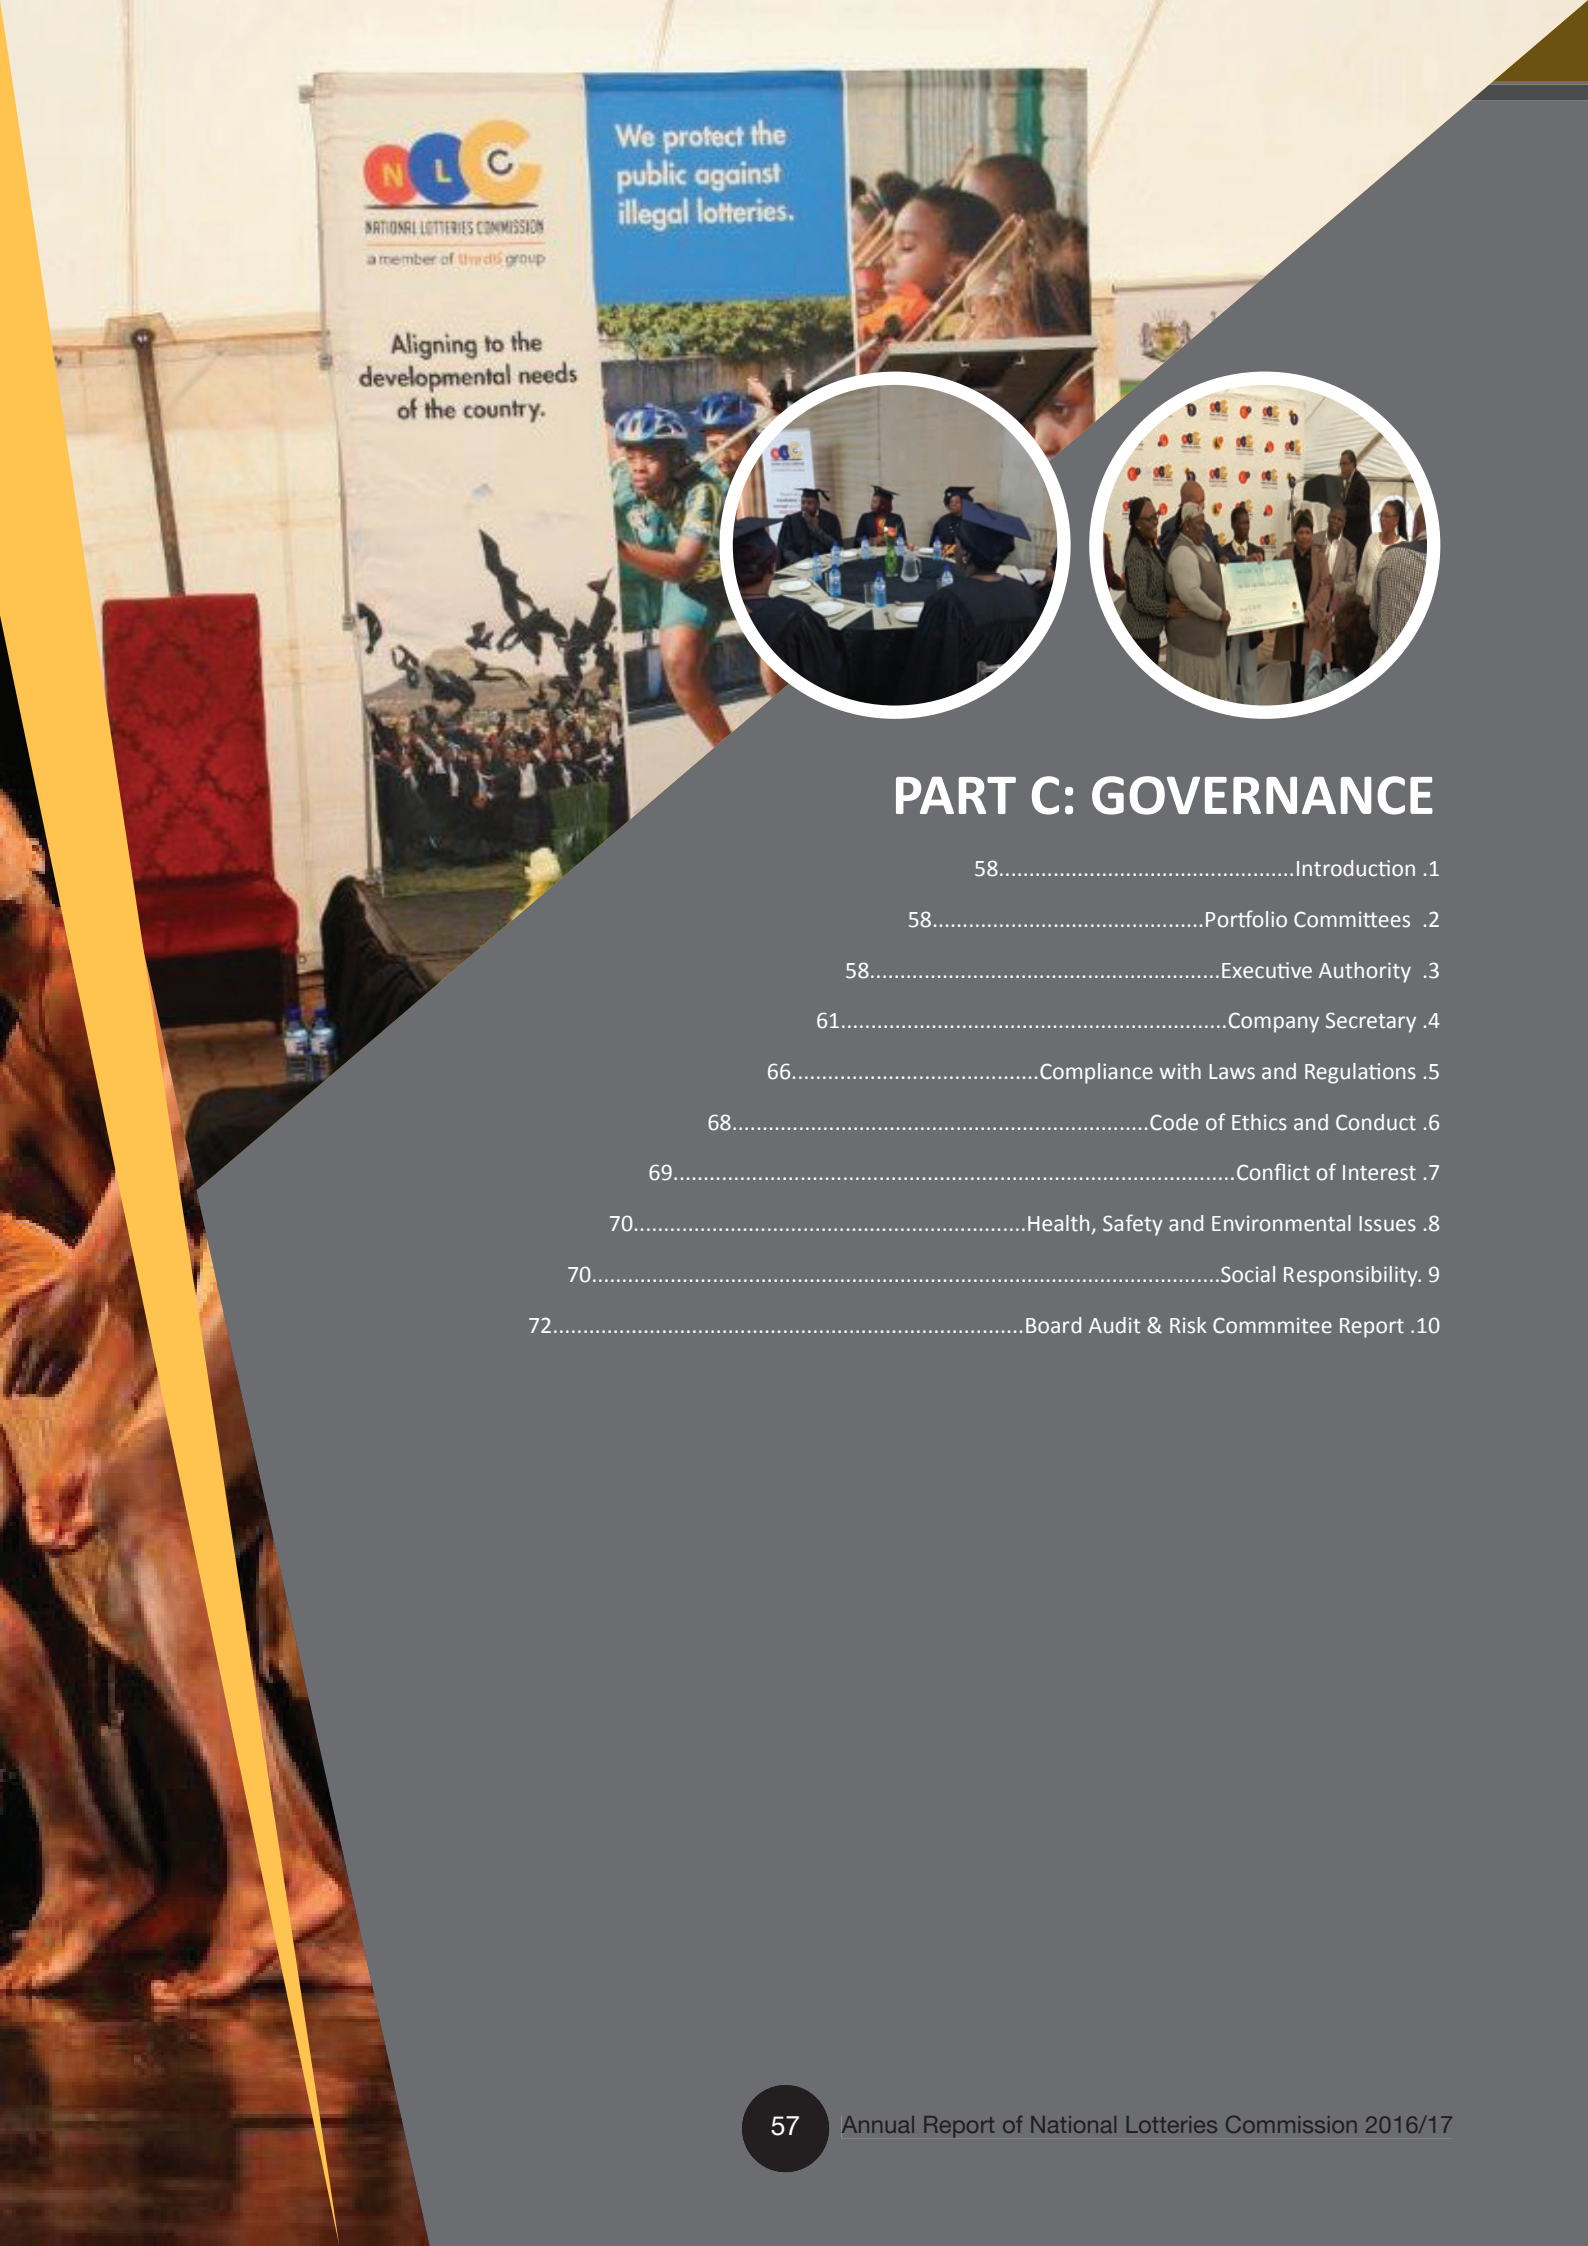 N L C
NATIONAL LOTTERIES COMMISSION
a member of the dti group
Aligning to the
developmental needs
of the country.
We protect the
public against
illegal lotteries.
PART C: GOVERNANCE
58.................................................Introduction .1
58.............................................Portfolio Committees .2
58..........................................................Executive Authority .3
61................................................................Company Secretary .4
66.........................................Compliance with Laws and Regulations .5
68.....................................................................Code of Ethics and Conduct .6
69.............................................................................................Conflict of Interest .7
70.................................................................Health, Safety and Environmental Issues .8
70........................................................................................................Social Responsibility. 9
72..............................................................................Board Audit & Risk Commmitee Report .10
57
Annual Report of National Lotteries Commission 2016/17